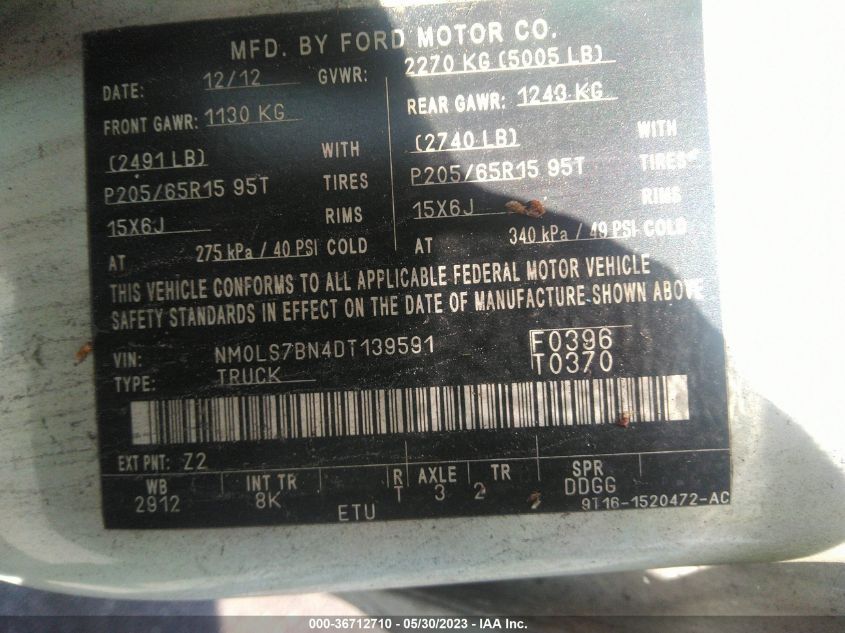 MFD. BY FORD MOTOR CO.
DATE: 12/12 GVWR: 2270 KG (5005 LB)
FRONT GAWR: 1130 KG REAR GAWR: 1243 KG
(2491 LB) WITH (2740 LB) WITH
P205/65R15 95T TIRES P205/65R15 95T TIRES
15X6J RIMS 15X6J RIMS
AT 275 kPa / 40 PSI COLD AT 340 kPa / 49 PSI COLD
THIS VEHICLE CONFORMS TO ALL APPLICABLE FEDERAL MOTOR VEHICLE
SAFETY STANDARDS IN EFFECT ON THE DATE OF MANUFACTURE SHOWN ABOVE
VIN: NM0LS7BN4DT139591 F0396
TYPE: TRUCK T0370
EXT PNT: Z2
WB INT TR R AXLE TR SPR
2912 8K T 3 2 DDGG
ETU 9T16-1520472-AC
000-36712710 - 05/30/2023 - IAA Inc.